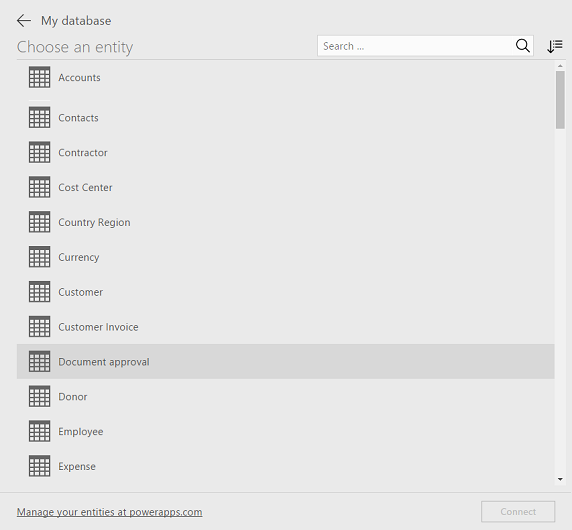 My database
Choose an entity
Search ...
Accounts
Contacts
Contractor
Cost Center
Country Region
Currency
Customer
Customer Invoice
Document approval
Donor
Employee
Expense
Manage your entities at powerapps.com
Connect